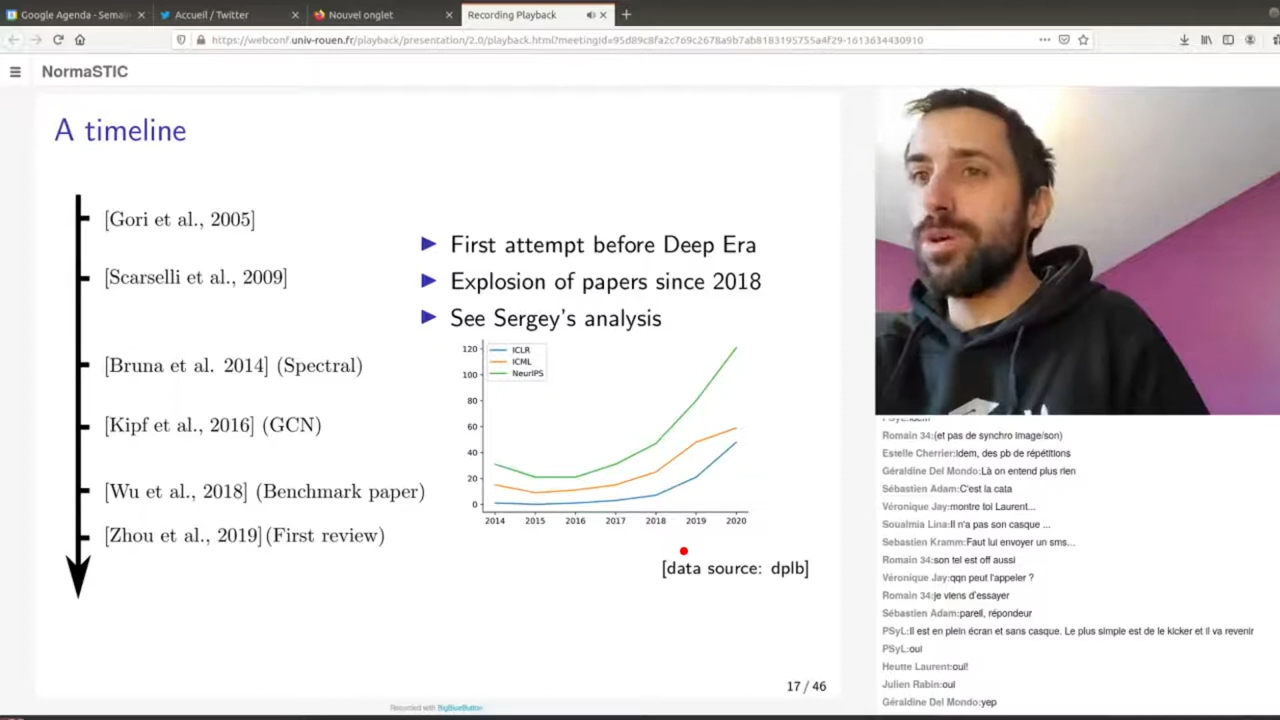 Google Agenda - Semai
Accueil / Twitter
Nouvel onglet
Recording Playback
https://webconf.univ-rouen.fr/playback/presentation/2.0/playback.html?meetingId=95d89c8fa2c769c2678a9b7ab8183195755a4f29-1613634430910
NormaSTIC
A timeline
[Gori et al., 2005]
[Scarselli et al., 2009]
[Bruna et al. 2014] (Spectral)
[Kipf et al., 2016] (GCN)
[Wu et al., 2018] (Benchmark paper)
[Zhou et al., 2019] (First review)
First attempt before Deep Era
Explosion of papers since 2018
See Sergey's analysis
120
100
80
60
40
20
0
ICLR
ICML
NeurIPS
2014 2015 2016 2017 2018 2019 2020
[data source: dplb]
17 / 46
Recorded with BigBlueButton
Romain 34:(et pas de synchro image/son)
Estelle Cherrier:Idem, des pb de répétitions
Géraldine Del Mondo:Là on entend plus rien
Sébastien Adam:C'est la cata
Véronique Jay:montre toi Laurent...
Soualmia Lina:Il n'a pas son casque ...
Sebastien Kramm:Faut lui envoyer un sms...
Romain 34:son tel est off aussi
Véronique Jay:qqn peut l'appeler ?
Romain 34:je viens d'essayer
Sébastien Adam:pareil, répondeur
PSyL:Il est en plein écran et sans casque. Le plus simple est de le kicker et il va revenir
PSyL:oui
Heutte Laurent:oui!
Julien Rabin:oui
Géraldine Del Mondo:yep